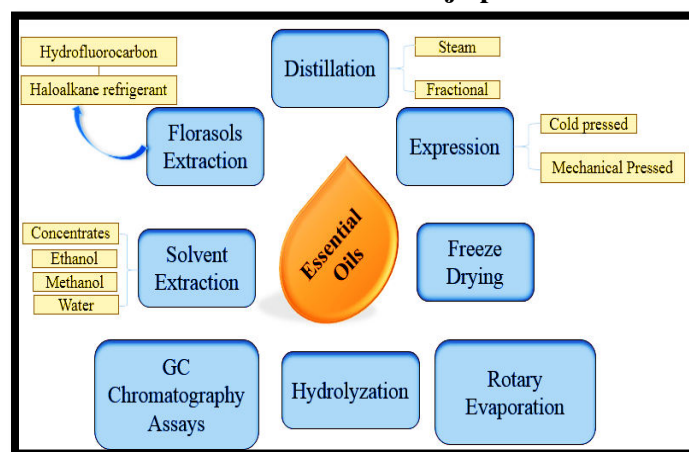 Hydrofluorocarbon
Haloalkane refrigerant
Florasols
Extraction
Distillation
Steam
Fractional
Expression
Cold pressed
Mechanical Pressed
Concentrates
Ethanol
Methanol
Water
Solvent
Extraction
Essential
Oils
Freeze
Drying
GC
Chromatography
Assays
Hydrolyzation
Rotary
Evaporation